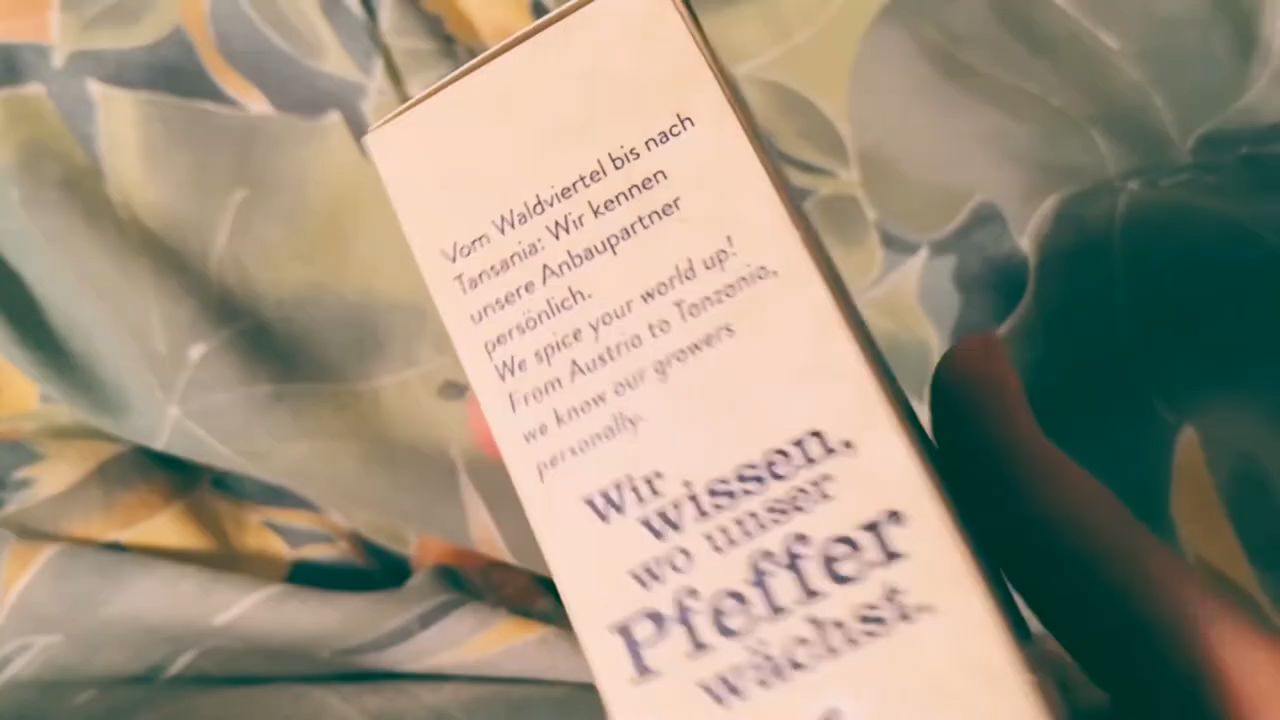 Vom Waldviertel bis nach
Tansania: Wir kennen
unsere Anbaupartner
persönlich.
We spice your world up!
From Austria to Tanzania,
we know our growers
personally.
Wir
wissen,
wo unser
Pfeffer
wächst.